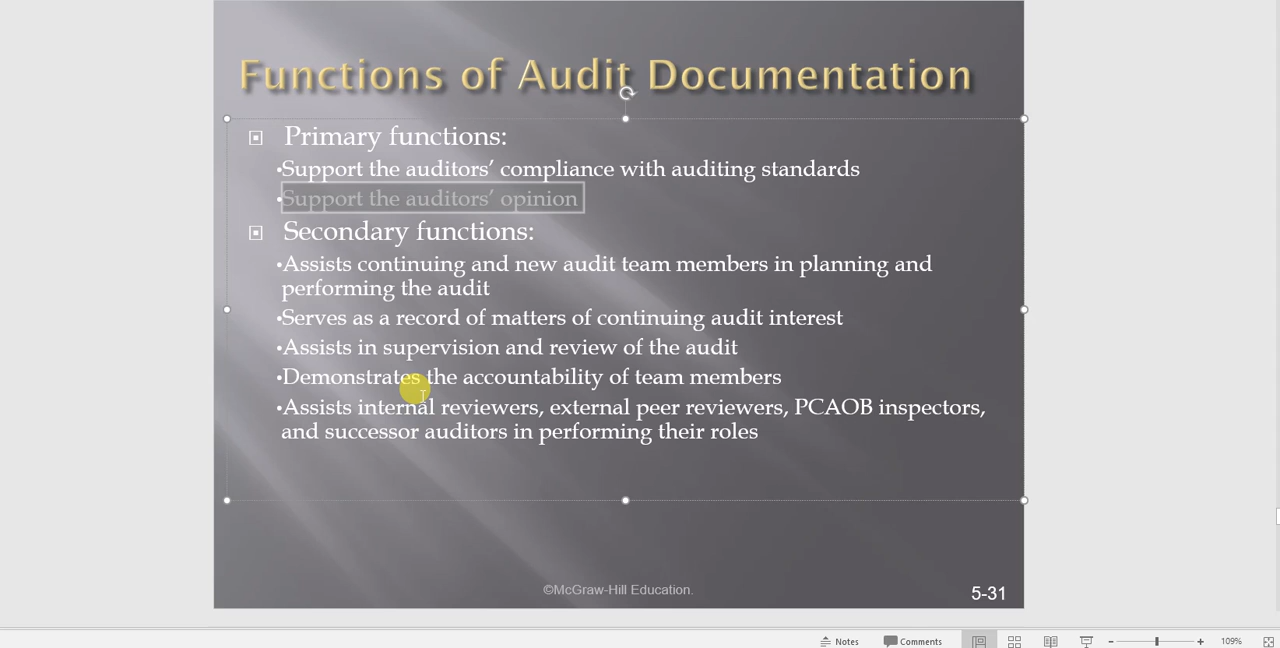 Functions of Audit Documentation
Primary functions:
•Support the auditors’ compliance with auditing standards
•Support the auditors’ opinion
Secondary functions:
•Assists continuing and new audit team members in planning and
performing the audit
•Serves as a record of matters of continuing audit interest
•Assists in supervision and review of the audit
•Demonstrates the accountability of team members
•Assists internal reviewers, external peer reviewers, PCAOB inspectors,
and successor auditors in performing their roles
©McGraw-Hill Education.
5-31
Notes Comments 109%